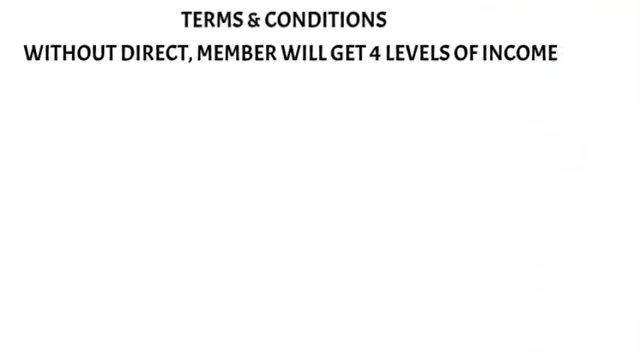 TERMS & CONDITIONS
WITHOUT DIRECT, MEMBER WILL GET 4 LEVELS OF INCOME